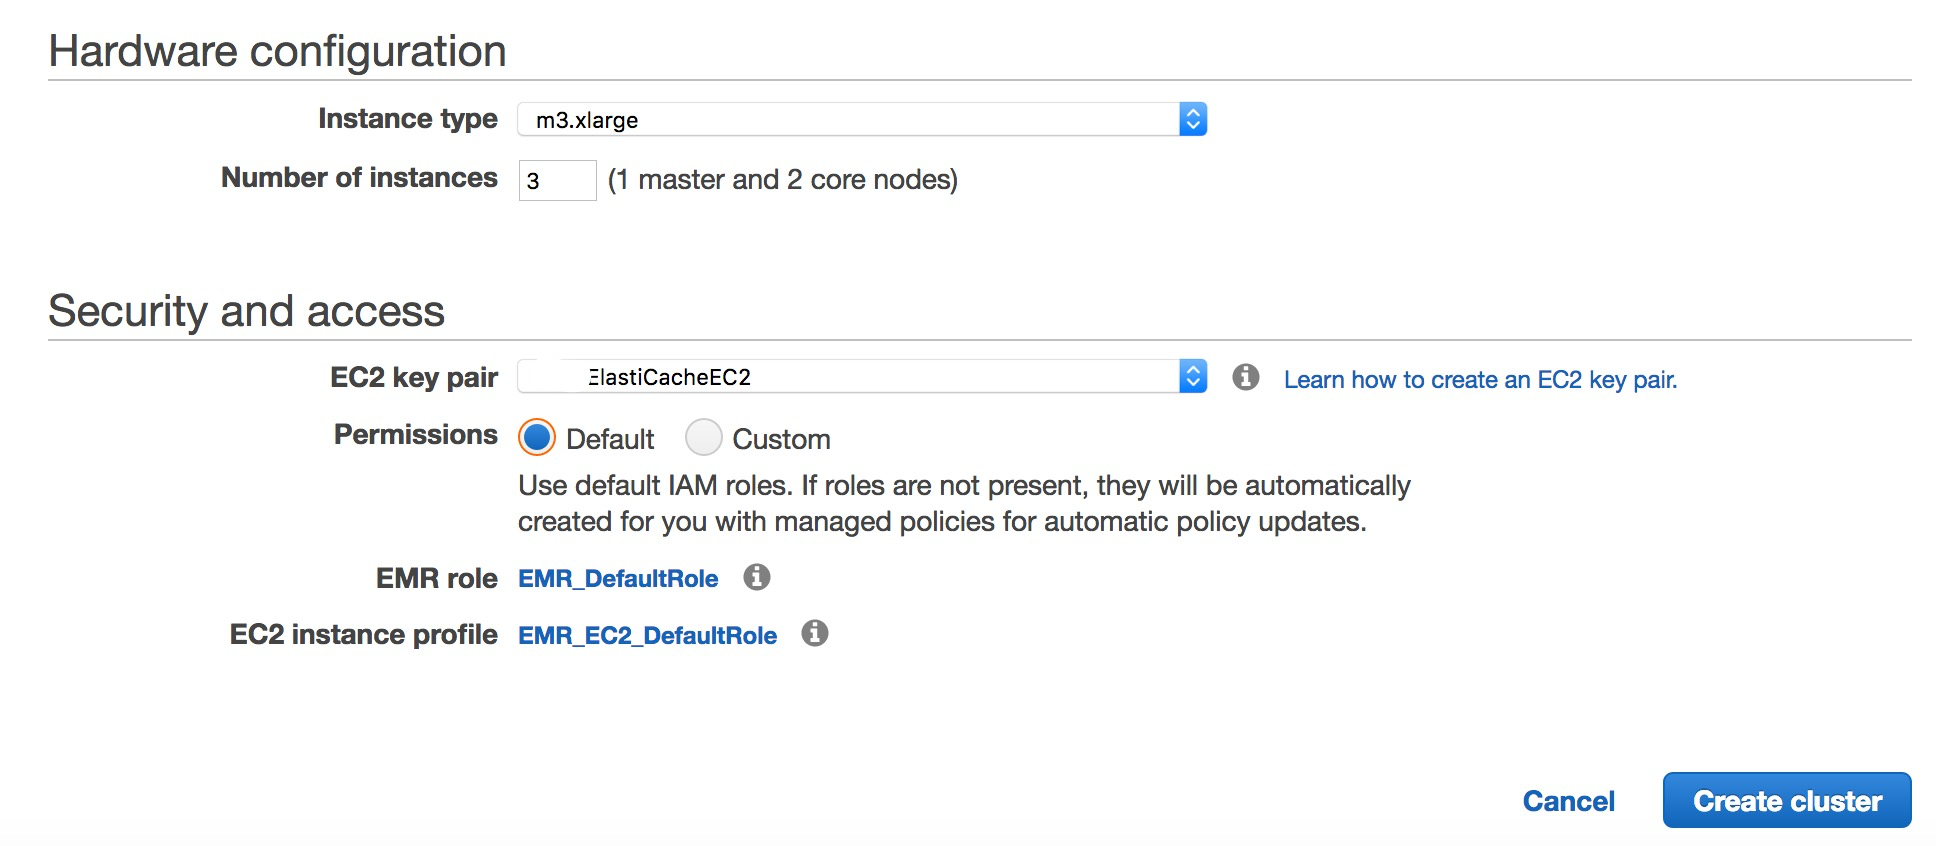 Hardware configuration
Instance type m3.xlarge
Number of instances 3 (1 master and 2 core nodes)
Security and access
EC2 key pair ElastiCacheEC2 Learn how to create an EC2 key pair.
Permissions Default Custom
Use default IAM roles. If roles are not present, they will be automatically
created for you with managed policies for automatic policy updates.
EMR role EMR_DefaultRole
EC2 instance profile EMR_EC2_DefaultRole
Cancel Create cluster